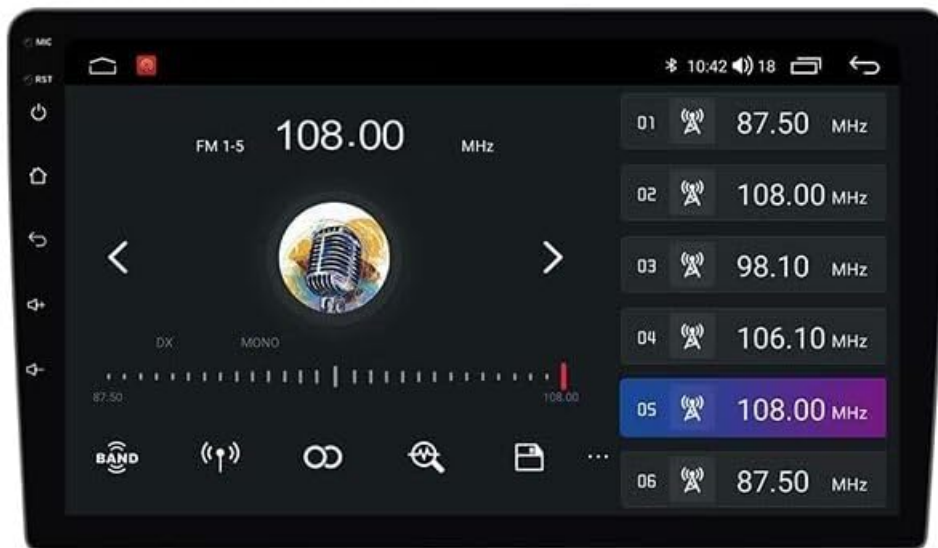 MIC
RST
10:42 18
FM 1-5 108.00 MHz
DX MONO
87.50 108.00
BAND
01 87.50 MHz
02 108.00 MHz
03 98.10 MHz
04 106.10 MHz
05 108.00 MHz
06 87.50 MHz